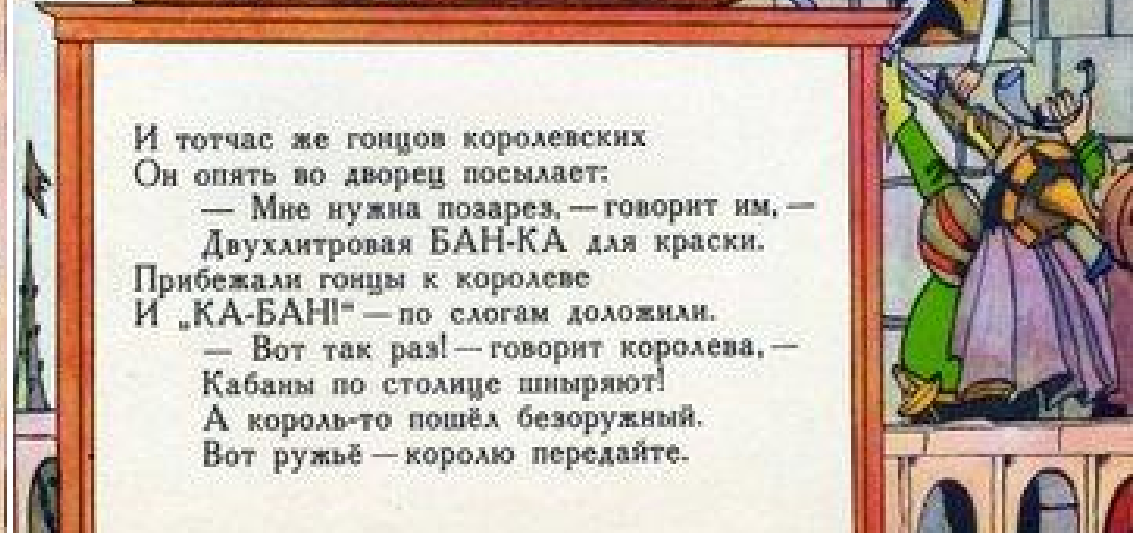 И тотчас же гонцов королевских
Он опять во дворец посылает:
— Мне нужна позарез, — говорит им, —
Двухлитровая БАН-КА для краски.
Прибежали гонцы к королеве
И „КА-БАН!“ — по слогам доложили.
— Вот так раз! — говорит королева, —
Кабаны по столице шныряют!
А король-то пошёл безоружный.
Вот ружьё — королю передайте.